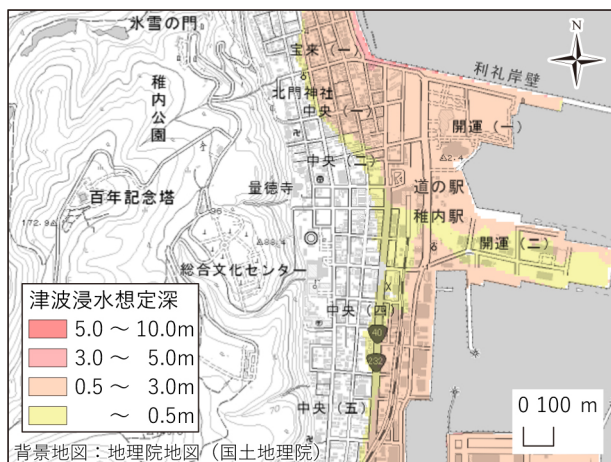 氷雪の門
宝来（一）
利礼岸壁
稚内公園
北門神社
中央（一）
開運（一）
中央（二）
△2.4
道の駅
稚内駅
百年記念塔
量徳寺
172.9△
△88.4
開運（二）
総合文化センター
中央（四）
40
232
中央（五）
津波浸水想定深
5.0 ～ 10.0m
3.0 ～ 5.0m
0.5 ～ 3.0m
～ 0.5m
0 100 m
背景地図：地理院地図（国土地理院）
N